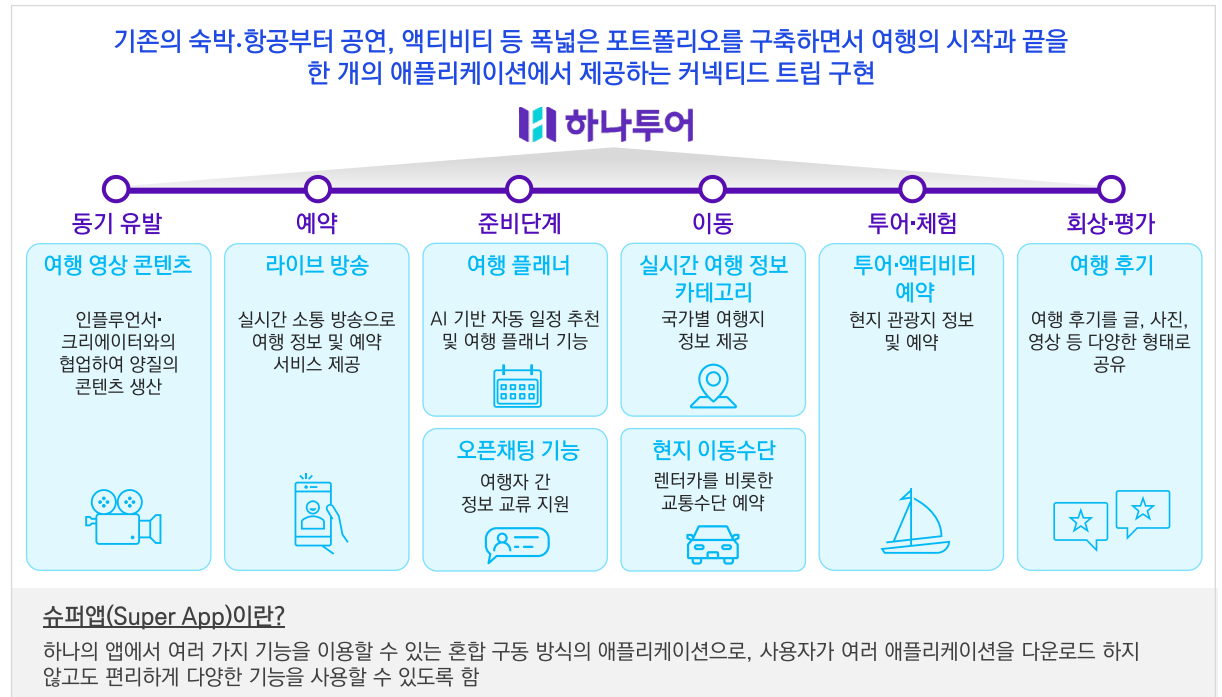 기존의 숙박·항공부터 공연, 액티비티 등 폭넓은 포트폴리오를 구축하면서 여행의 시작과 끝을
한 개의 애플리케이션에서 제공하는 커넥티드 트립 구현
하나투어
동기 유발
예약
준비단계
이동
투어·체험
회상·평가
여행 영상 콘텐츠
인플루언서·
크리에이터와의
협업하여 양질의
콘텐츠 생산
라이브 방송
실시간 소통 방송으로
여행 정보 및 예약
서비스 제공
여행 플래너
AI 기반 자동 일정 추천
및 여행 플래너 기능
오픈채팅 기능
여행자 간
정보 교류 지원
실시간 여행 정보
카테고리
국가별 여행지
정보 제공
현지 이동수단
렌터카를 비롯한
교통수단 예약
투어·액티비티
예약
현지 관광지 정보
및 예약
여행 후기
여행 후기를 글, 사진,
영상 등 다양한 형태로
공유
슈퍼앱(Super App)이란?
하나의 앱에서 여러 가지 기능을 이용할 수 있는 혼합 구동 방식의 애플리케이션으로, 사용자가 여러 애플리케이션을 다운로드 하지
않고도 편리하게 다양한 기능을 사용할 수 있도록 함